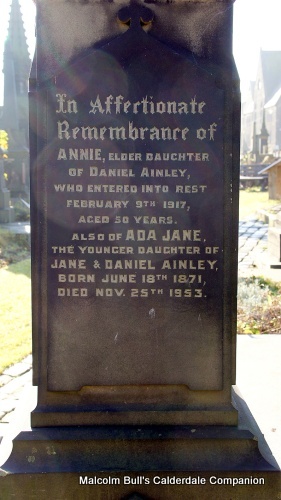 In Affectionate
Remembrance of
ANNIE, ELDER DAUGHTER
OF DANIEL AINLEY,
WHO ENTERED INTO REST
FEBRUARY 9TH 1917,
AGED 50 YEARS.
ALSO OF ADA JANE,
THE YOUNGER DAUGHTER OF
JANE & DANIEL AINLEY,
BORN JUNE 18TH 1871,
DIED NOV. 25TH 1953.
Malcolm Bull's Calderdale Companion